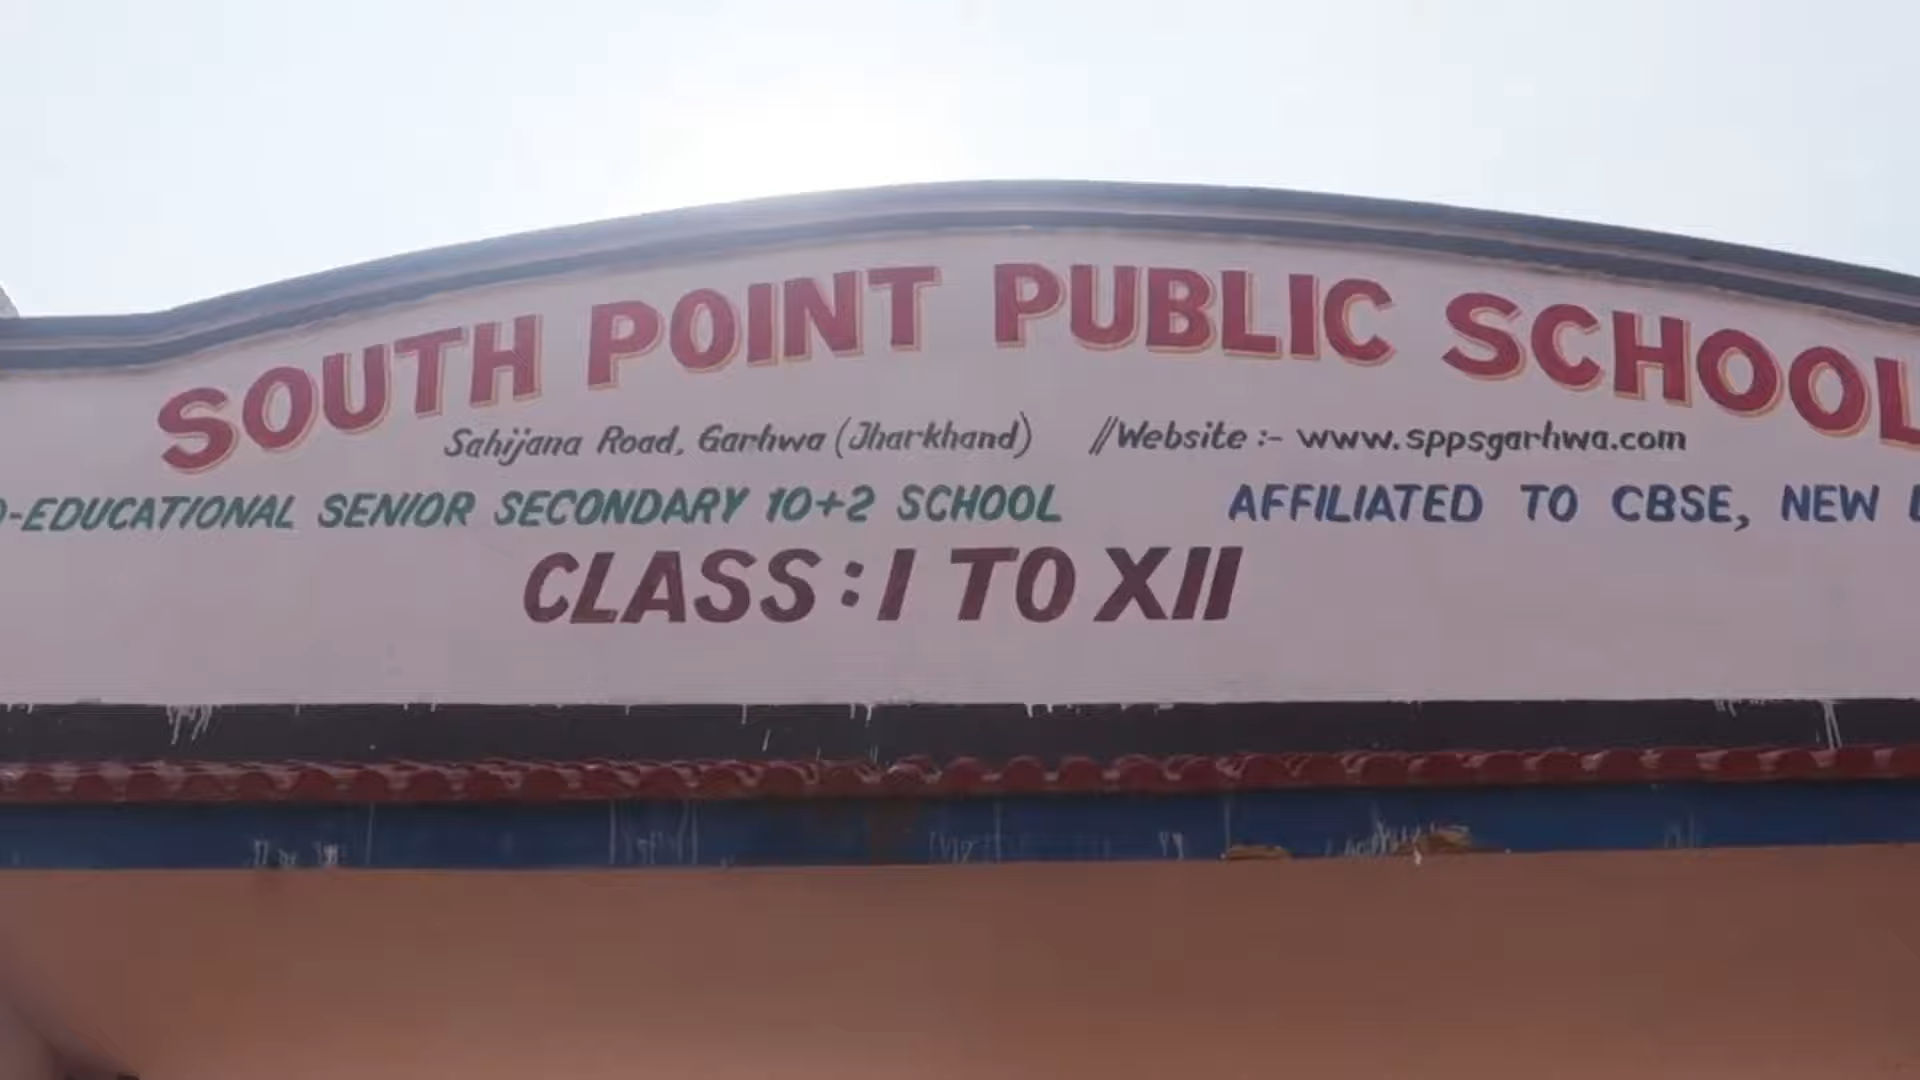 SOUTH POINT PUBLIC SCHOOL
Sahijana Road, Garhwa (Jharkhand) //Website :- www.sppsgarhwa.com
O-EDUCATIONAL SENIOR SECONDARY 10+2 SCHOOL AFFILIATED TO CBSE, NEW
CLASS : I TO XII